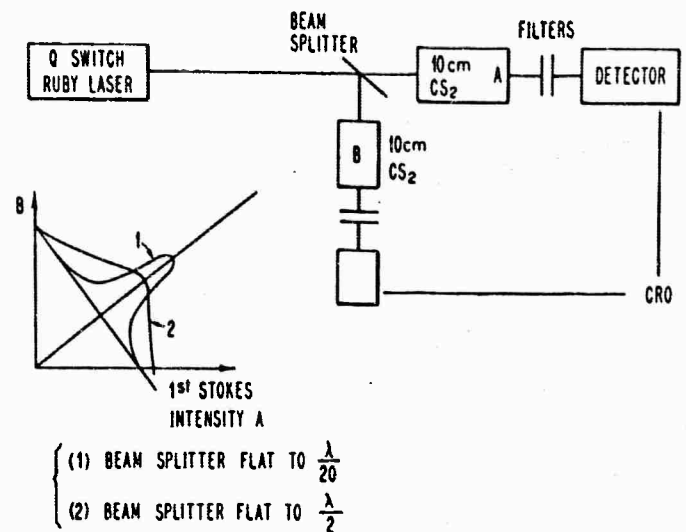 BEAM
SPLITTER
FILTERS
Q SWITCH
RUBY LASER
10cm
CS₂
A
DETECTOR
B
10cm
CS₂
CRO
B
1
2
1st STOKES
INTENSITY A
(1) BEAM SPLITTER FLAT TO λ/20
(2) BEAM SPLITTER FLAT TO λ/2